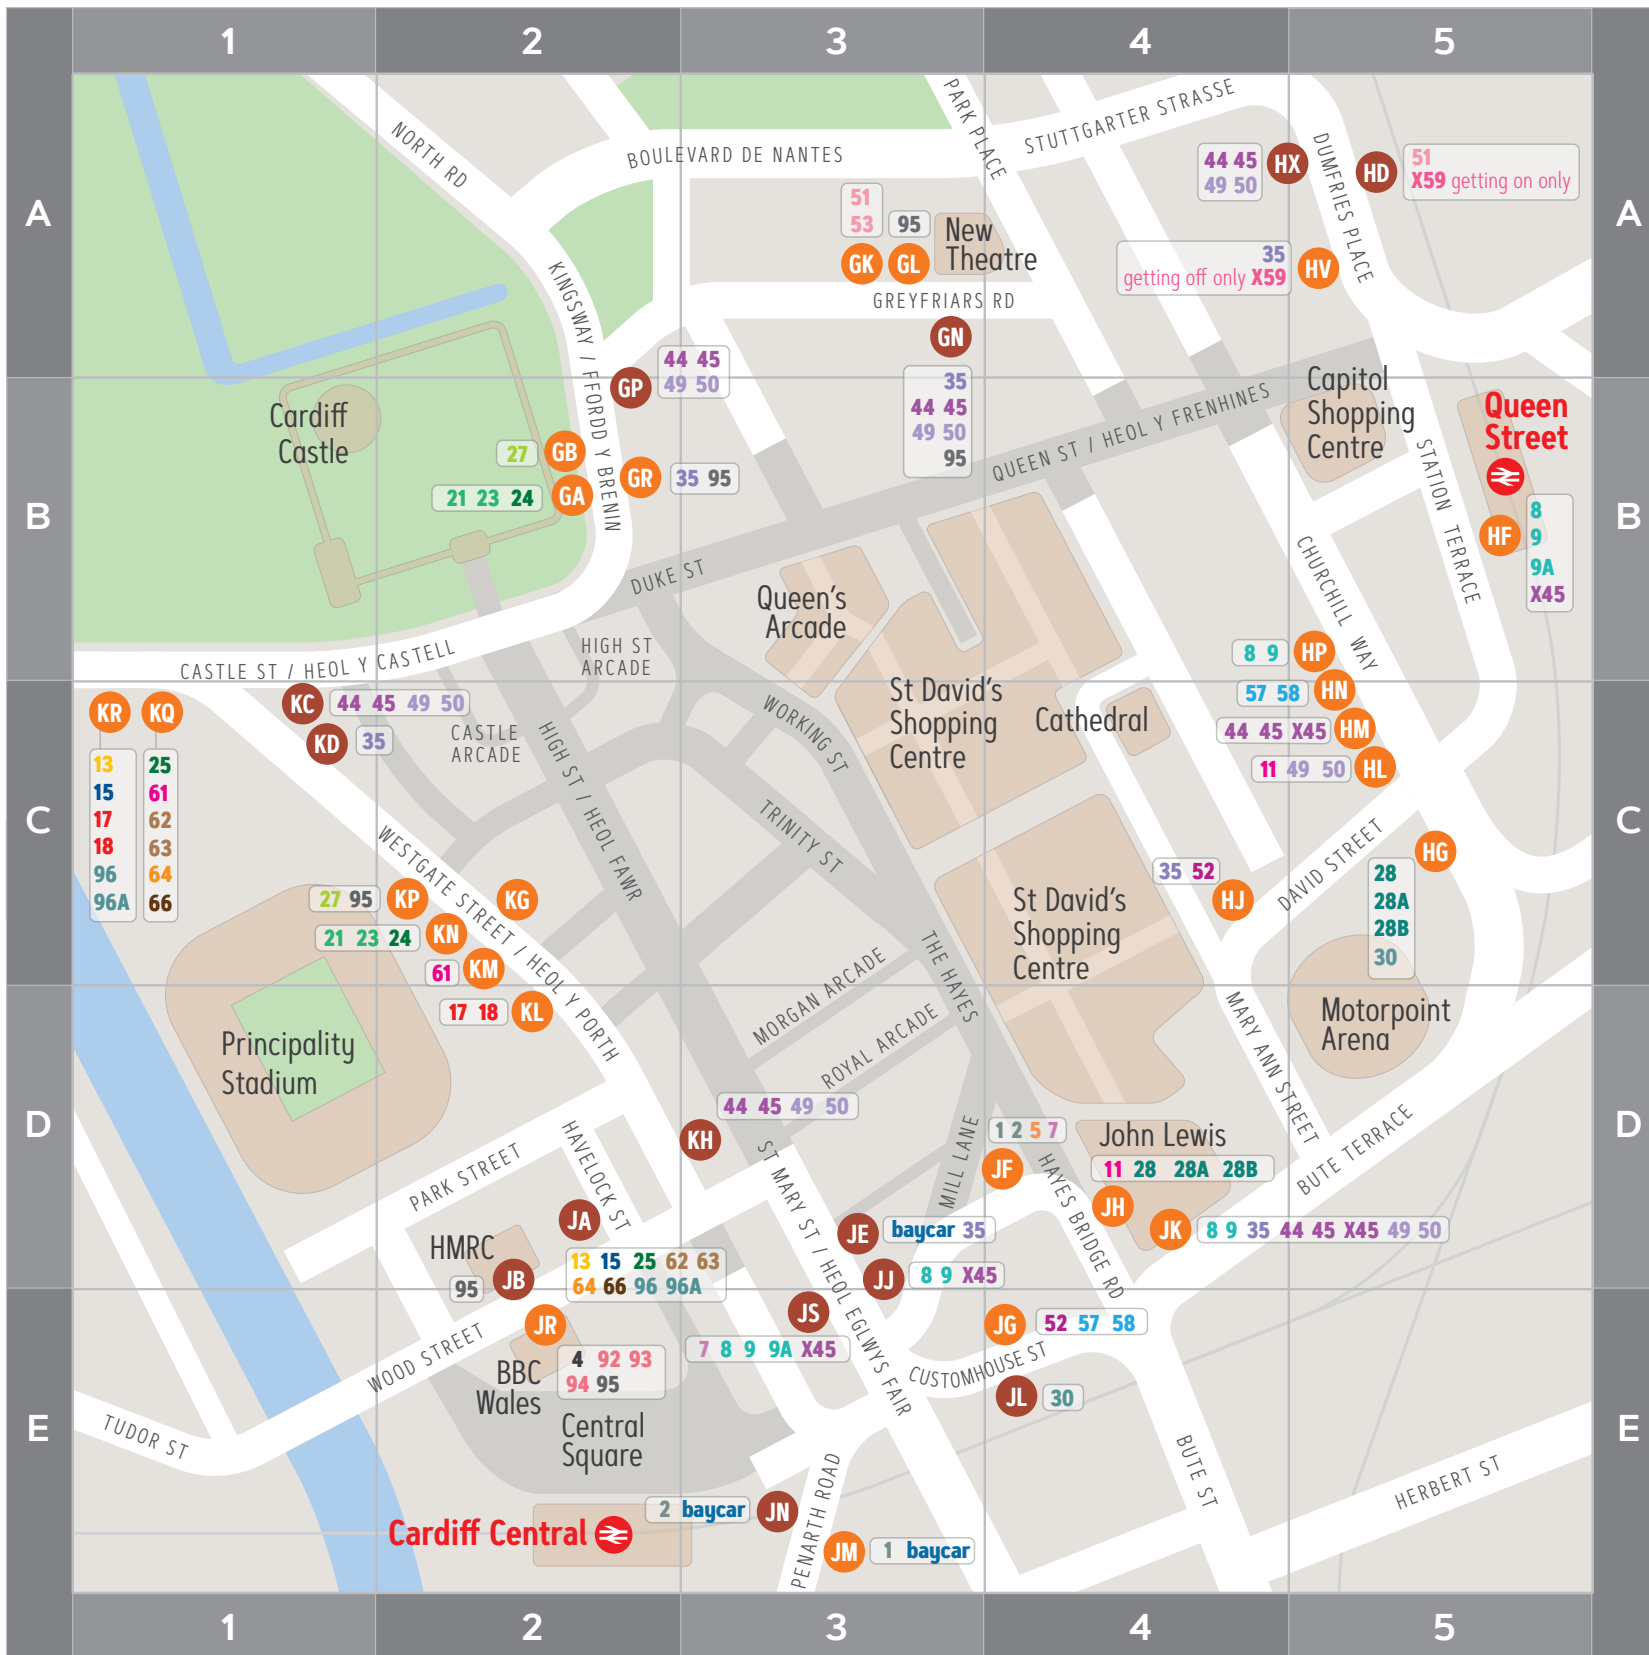 1 2 3 4 5
A A
B B
C C
D D
E E
1 2 3 4 5
NORTH RD
BOULEVARD DE NANTES
PARK PLACE
STUTTGARTER STRASSE
DUMFRIES PLACE
44 45
49 50
HX
HD
51
X59 getting on only
51
53
95
GK
GL
New
Theatre
35
getting off only X59
HV
GREYFRIARS RD
GN
35
44 45
49 50
95
KINGSWAY / FFORDD Y BRENIN
GP
44 45
49 50
Cardiff
Castle
27
GB
21 23 24
GA
GR
35 95
QUEEN ST / HEOL Y FRENHINES
Capitol
Shopping
Centre
Queen
Street
STATION TERRACE
HF
8
9
9A
X45
DUKE ST
Queen's
Arcade
HIGH ST
ARCADE
CASTLE ST / HEOL Y CASTELL
CHURCHILL WAY
8 9
HP
57 58
HN
44 45 X45
HM
11 49 50
HL
KR
KQ
13
15
17
18
96
96A
25
61
62
63
64
66
KC
44 45 49 50
KD
35
CASTLE
ARCADE
HIGH ST / HEOL FAWR
WORKING ST
TRINITY ST
St David's
Shopping
Centre
Cathedral
WESTGATE STREET / HEOL Y PORTH
27 95
KP
KG
21 23 24
KN
61
KM
17 18
KL
St David's
Shopping
Centre
35 52
HJ
DAVID STREET
HG
28
28A
28B
30
THE HAYES
MORGAN ARCADE
ROYAL ARCADE
Principality
Stadium
Motorpoint
Arena
MARY ANN STREET
BUTE TERRACE
44 45 49 50
KH
PARK STREET
HAVELOCK ST
ST MARY ST / HEOL EGLWYS FAIR
MILL LANE
1 2 5 7
JF
HAYES BRIDGE RD
John Lewis
11 28 28A 28B
JH
JK
8 9 35 44 45 X45 49 50
JA
HMRC
95
JB
13 15 25 62 63
64 66 96 96A
JE
baycar 35
JJ
8 9 X45
JS
7 8 9 9A X45
JR
4 92 93
94 95
BBC
Wales
WOOD STREET
Central
Square
TUDOR ST
JG
52 57 58
CUSTOMHOUSE ST
JL
30
BUTE ST
HERBERT ST
PENARTH ROAD
Cardiff Central
2 baycar
JN
JM
1 baycar